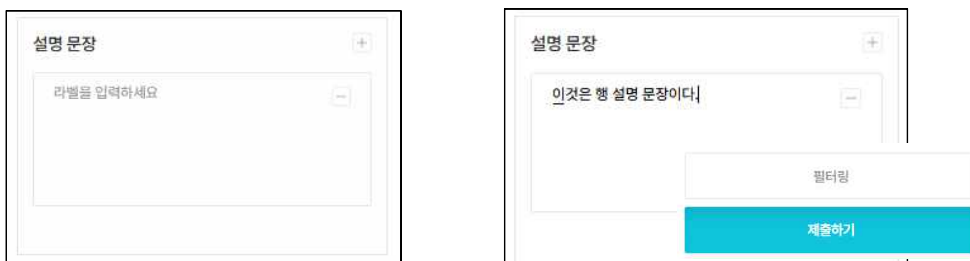 설명 문장
라벨을 입력하세요
설명 문장
이것은 행 설명 문장이다.
필터링
제출하기